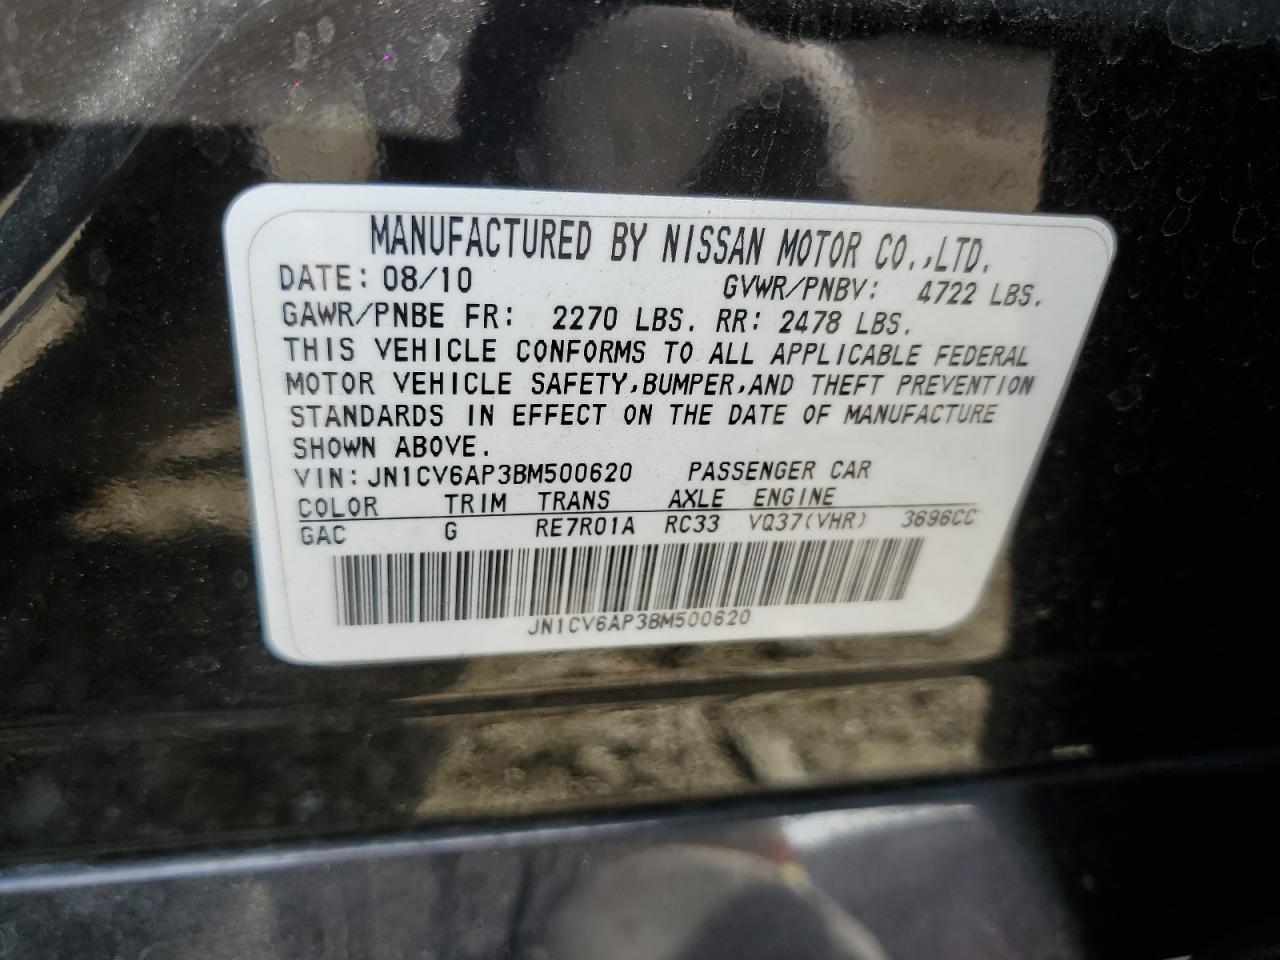 MANUFACTURED BY NISSAN MOTOR CO.,LTD.
DATE: 08/10 GVWR/PNBV: 4722 LBS.
GAWR/PNBE FR: 2270 LBS. RR: 2478 LBS.
THIS VEHICLE CONFORMS TO ALL APPLICABLE FEDERAL
MOTOR VEHICLE SAFETY,BUMPER,AND THEFT PREVENTION
STANDARDS IN EFFECT ON THE DATE OF MANUFACTURE
SHOWN ABOVE.
VIN: JN1CV6AP3BM500620 PASSENGER CAR
COLOR TRIM TRANS AXLE ENGINE
GAC G RE7R01A RC33 VQ37(VHR) 3696CC
JN1CV6AP3BM500620